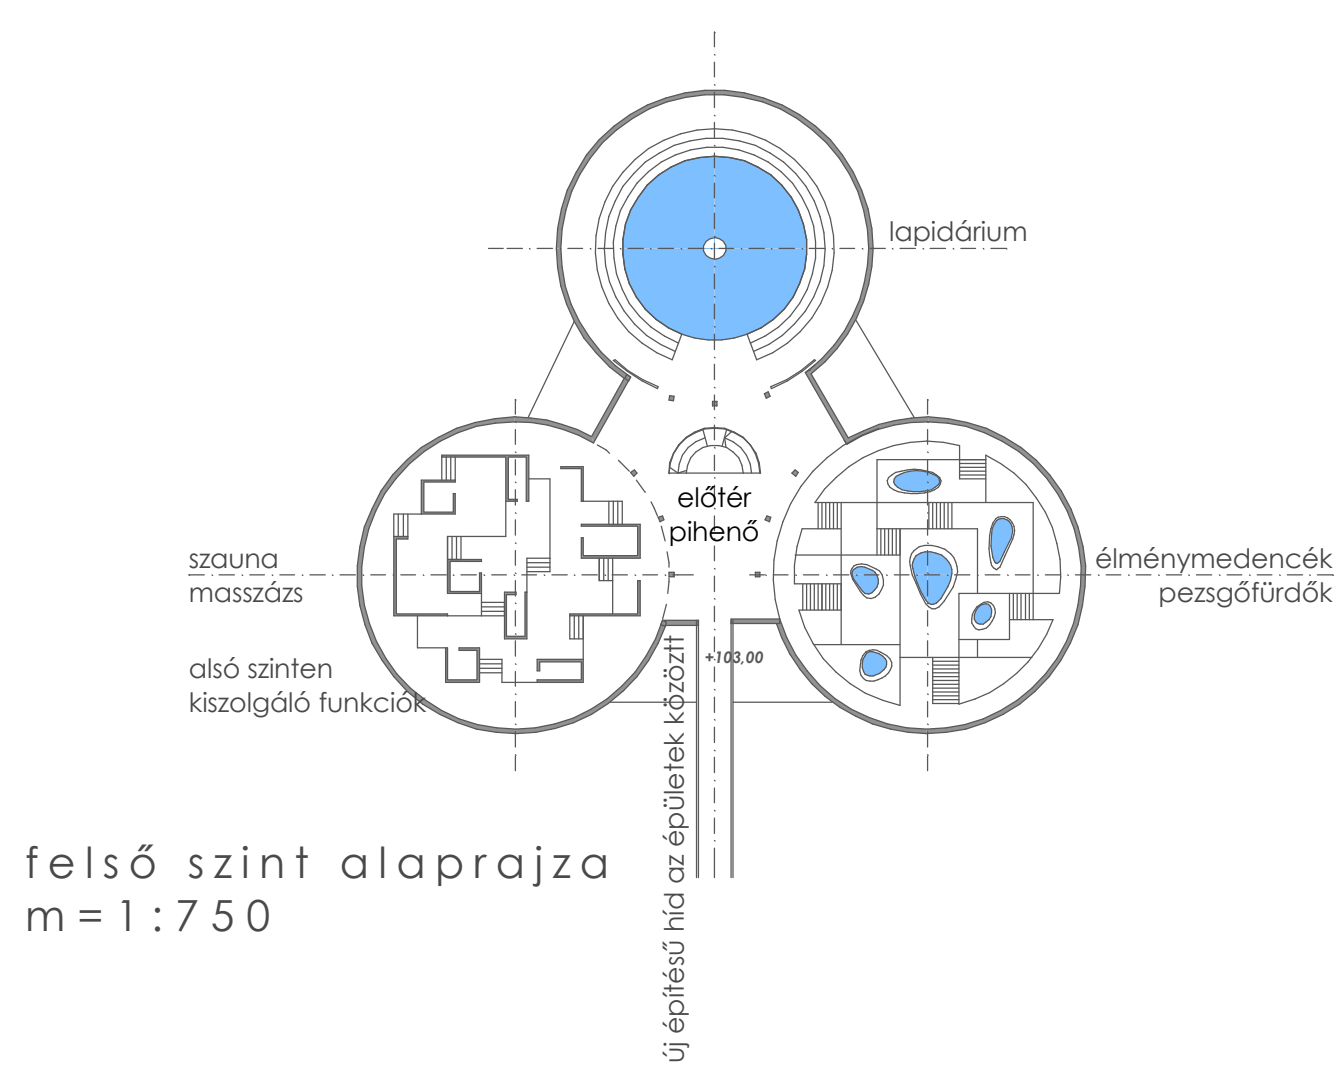 lapidárium
előtér
pihenő
szauna
masszázs
élménymedencék
pezsgőfürdők
alsó szinten
kiszolgáló funkciók
+103,00
új építésű híd az épületek közöztt
felső szint alaprajza
m=1:750